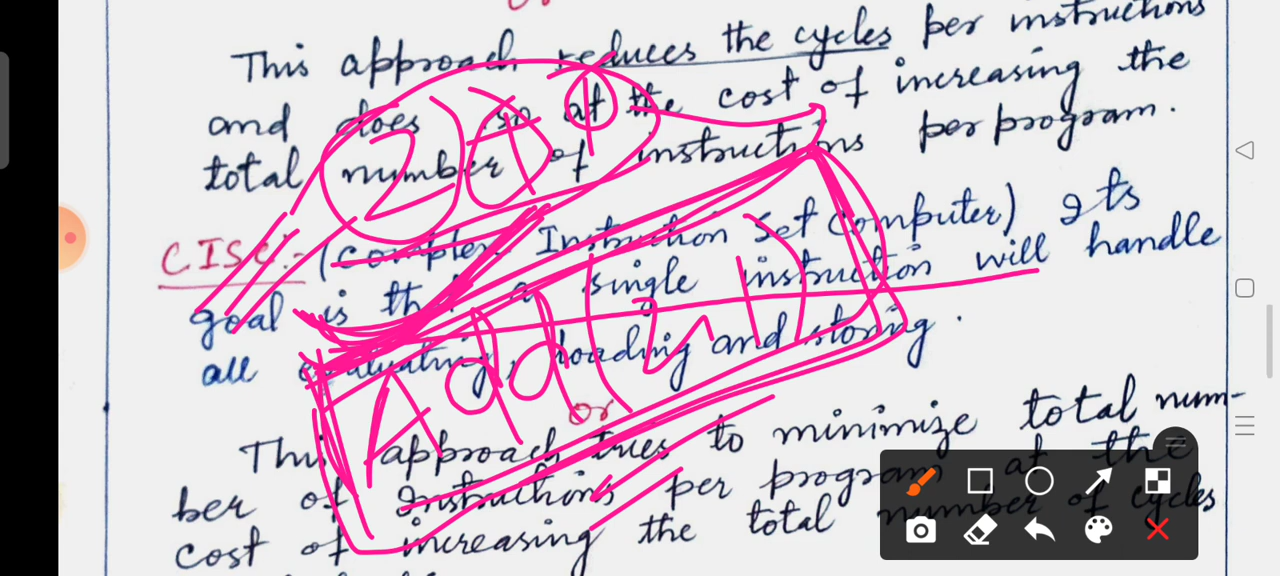 This approach reduces the cycles per instructions
and does so at the cost of increasing the
total number of instructions per program.
2 + 1
CISC:- (Complex Instruction Set Computer) Its
goal is that a single instruction will handle
all evaluating, loading and storing.
Add(2,1)
or
This approach tries to minimize total num-
ber of instructions per program at the
cost of increasing the total number of cycles